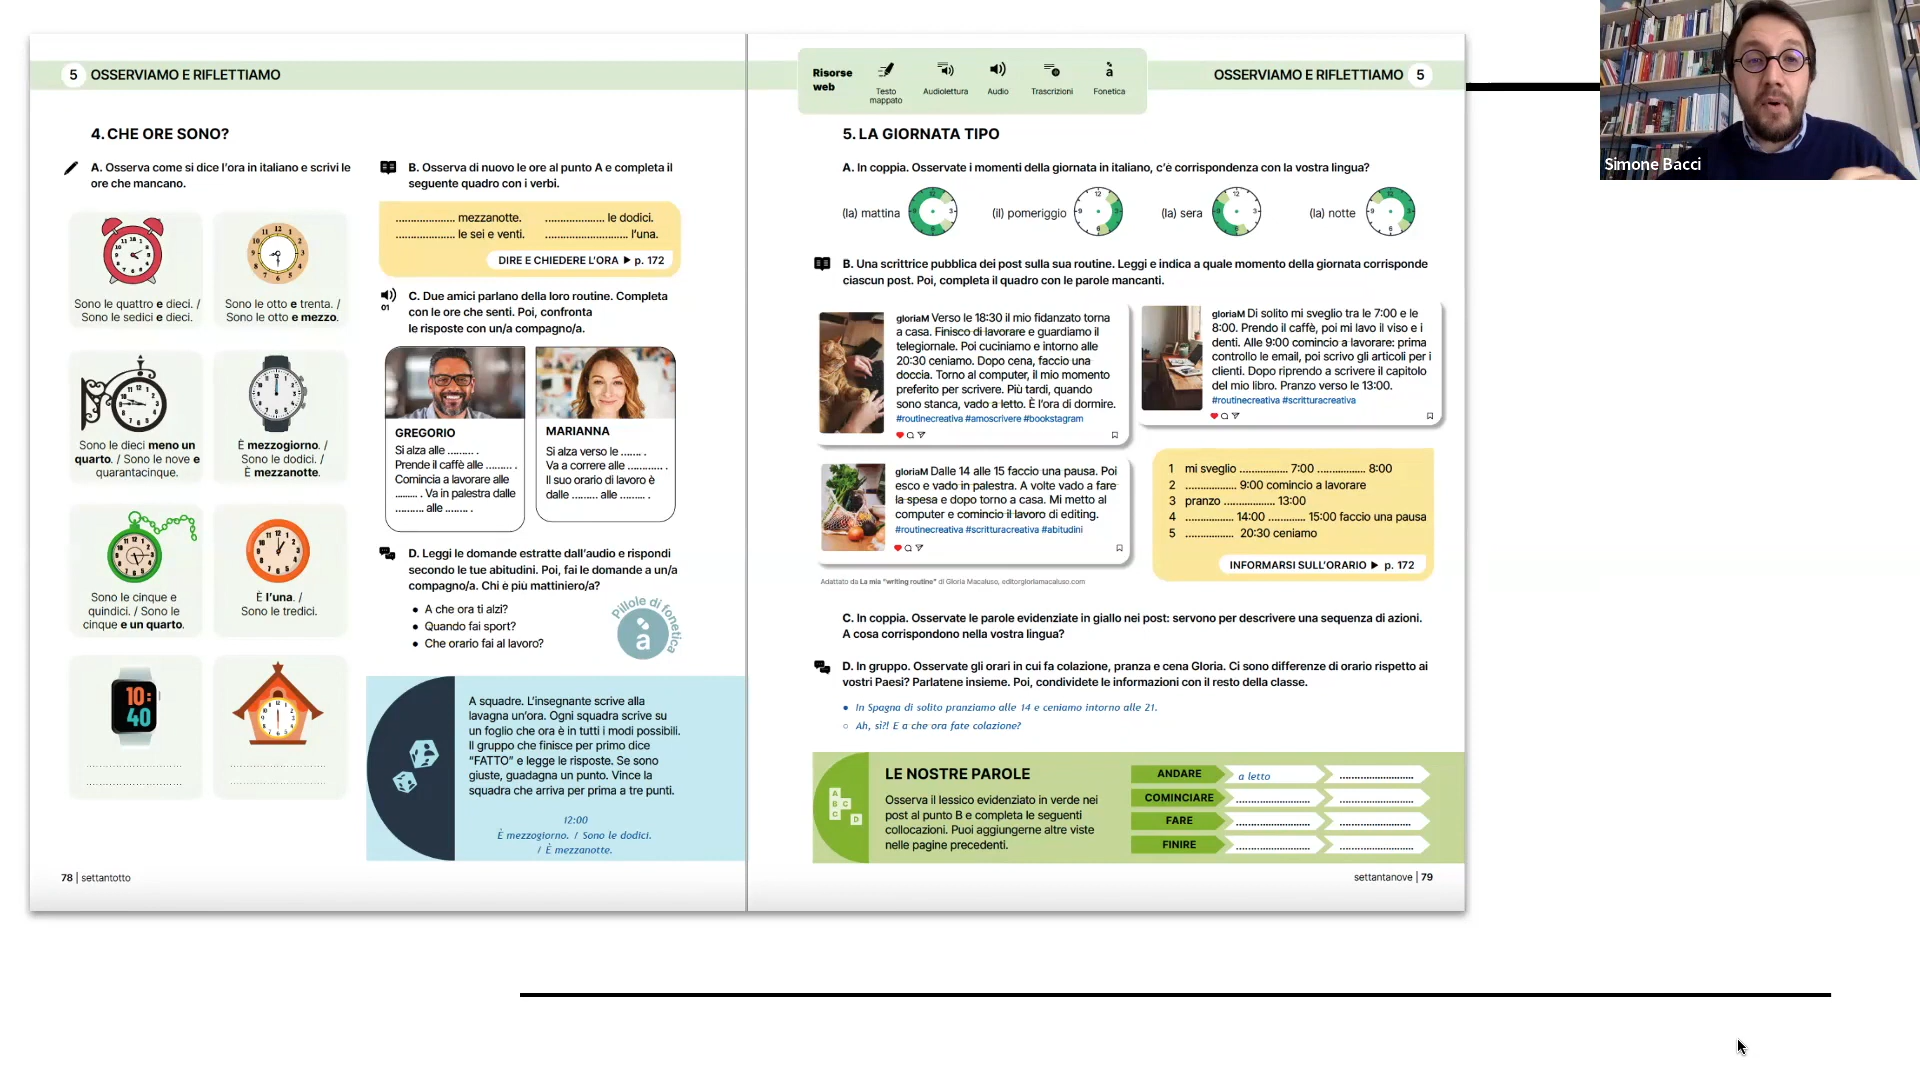 5 OSSERVIAMO E RIFLETTIAMO
4. CHE ORE SONO?
A. Osserva come si dice l'ora in italiano e scrivi le
ore che mancano.
Sono le quattro e dieci. /
Sono le sedici e dieci.
Sono le otto e trenta. /
Sono le otto e mezzo.
Sono le dieci meno un
quarto. / Sono le nove e
quarantacinque.
È mezzogiorno. /
Sono le dodici. /
È mezzanotte.
Sono le cinque e
quindici. / Sono le
cinque e un quarto.
È l'una. /
Sono le tredici.
10:
40
B. Osserva di nuovo le ore al punto A e completa il
seguente quadro con i verbi.
.................... mezzanotte.
.................... le dodici.
.................... le sei e venti.
............................ l'una.
DIRE E CHIEDERE L'ORA ▶ p. 172
01
C. Due amici parlano della loro routine. Completa
con le ore che senti. Poi, confronta
le risposte con un/a compagno/a.
GREGORIO
Si alza alle ......... .
Prende il caffè alle ......... .
Comincia a lavorare alle
......... . Va in palestra dalle
.......... alle ........ .
MARIANNA
Si alza verso le ....... .
Va a correre alle ............ .
Il suo orario di lavoro è
dalle ......... alle ......... .
D. Leggi le domande estratte dall'audio e rispondi
secondo le tue abitudini. Poi, fai le domande a un/a
compagno/a. Chi è più mattiniero/a?
• A che ora ti alzi?
• Quando fai sport?
• Che orario fai al lavoro?
Pillole di fonetica
a
A squadre. L'insegnante scrive alla
lavagna un'ora. Ogni squadra scrive su
un foglio che ora è in tutti i modi possibili.
Il gruppo che finisce per primo dice
“FATTO” e legge le risposte. Se sono
giuste, guadagna un punto. Vince la
squadra che arriva per prima a tre punti.
12:00
È mezzogiorno. / Sono le dodici.
/ È mezzanotte.
78 | settantotto
Risorse
web
Testo
mappato
Audiolettura
Audio
Trascrizioni
Fonetica
OSSERVIAMO E RIFLETTIAMO 5
5. LA GIORNATA TIPO
A. In coppia. Osservate i momenti della giornata in italiano, c'è corrispondenza con la vostra lingua?
(la) mattina
(il) pomeriggio
(la) sera
(la) notte
B. Una scrittrice pubblica dei post sulla sua routine. Leggi e indica a quale momento della giornata corrisponde
ciascun post. Poi, completa il quadro con le parole mancanti.
gloriaM Verso le 18:30 il mio fidanzato torna
a casa. Finisco di lavorare e guardiamo il
telegiornale. Poi cuciniamo e intorno alle
20:30 ceniamo. Dopo cena, faccio una
doccia. Torno al computer, il mio momento
preferito per scrivere. Più tardi, quando
sono stanca, vado a letto. È l'ora di dormire.
#routinecreativa #amoscrivere #bookstagram
gloriaM Di solito mi sveglio tra le 7:00 e le
8:00. Prendo il caffè, poi mi lavo il viso e i
denti. Alle 9:00 comincio a lavorare: prima
controllo le email, poi scrivo gli articoli per i
clienti. Dopo riprendo a scrivere il capitolo
del mio libro. Pranzo verso le 13:00.
#routinecreativa #scritturacreativa
gloriaM Dalle 14 alle 15 faccio una pausa. Poi
esco e vado in palestra. A volte vado a fare
la spesa e dopo torno a casa. Mi metto al
computer e comincio il lavoro di editing.
#routinecreativa #scritturacreativa #abitudini
Adattato da La mia “writing routine” di Gloria Macaluso, editorgloriamacaluso.com
1 mi sveglio ................ 7:00 ................ 8:00
2 ................. 9:00 comincio a lavorare
3 pranzo ................. 13:00
4 ................ 14:00 ............ 15:00 faccio una pausa
5 ................ 20:30 ceniamo
INFORMARSI SULL'ORARIO ▶ p. 172
C. In coppia. Osservate le parole evidenziate in giallo nei post: servono per descrivere una sequenza di azioni.
A cosa corrispondono nella vostra lingua?
D. In gruppo. Osservate gli orari in cui fa colazione, pranza e cena Gloria. Ci sono differenze di orario rispetto ai
vostri Paesi? Parlatene insieme. Poi, condividete le informazioni con il resto della classe.
• In Spagna di solito pranziamo alle 14 e ceniamo intorno alle 21.
○ Ah, sì?! E a che ora fate colazione?
A
B C
C D
LE NOSTRE PAROLE
Osserva il lessico evidenziato in verde nei
post al punto B e completa le seguenti
collocazioni. Puoi aggiungerne altre viste
nelle pagine precedenti.
ANDARE a letto ..........................
COMINCIARE .......................... ..........................
FARE .......................... ..........................
FINIRE .......................... ..........................
settantanove | 79
Simone Bacci